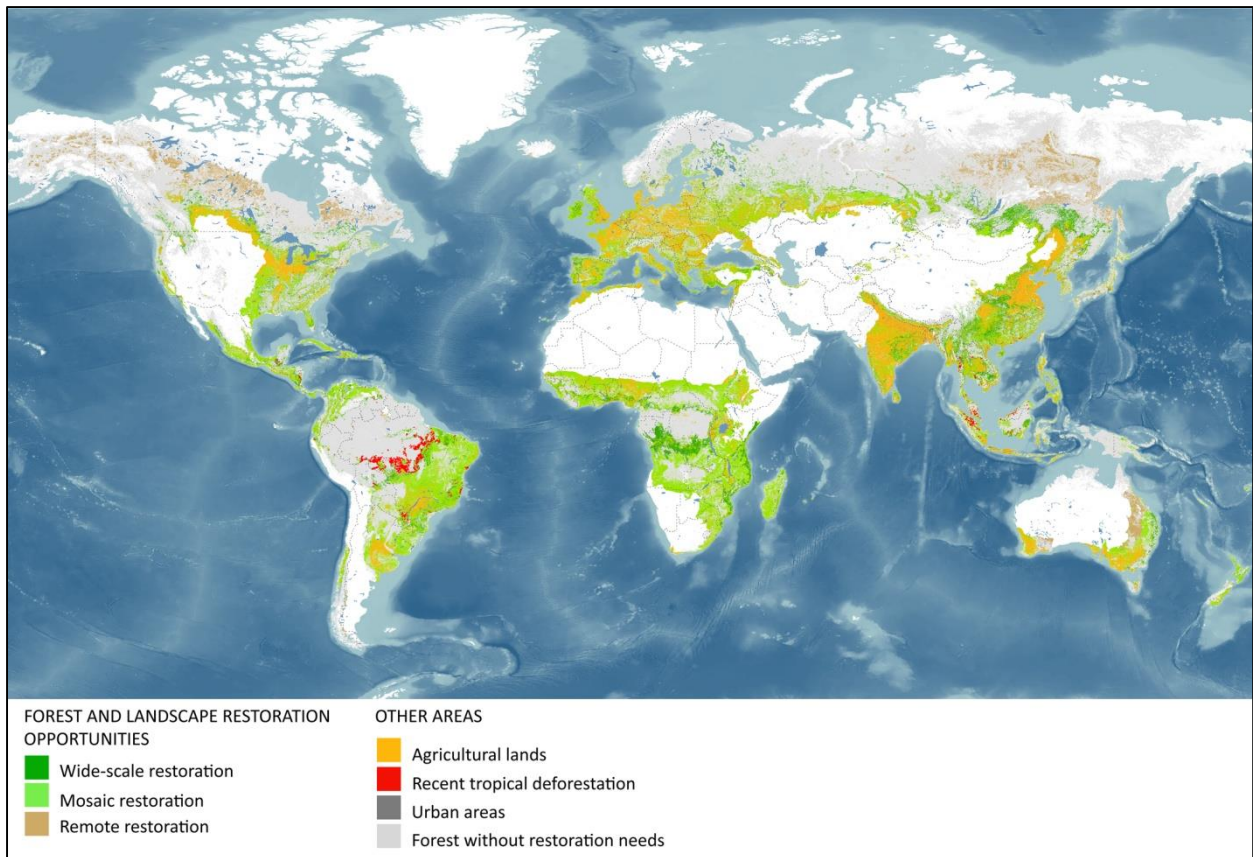 FOREST AND LANDSCAPE RESTORATION
OPPORTUNITIES
Wide-scale restoration
Mosaic restoration
Remote restoration
OTHER AREAS
Agricultural lands
Recent tropical deforestation
Urban areas
Forest without restoration needs